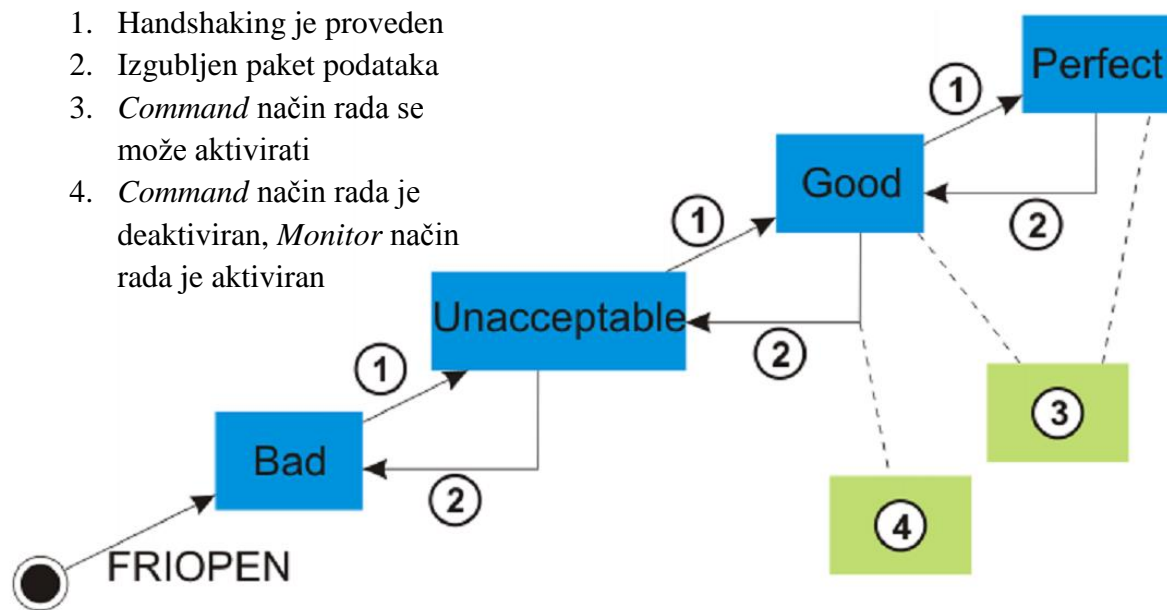 1. Handshaking je proveden
2. Izgubljen paket podataka
3. Command način rada se
može aktivirati
4. Command način rada je
deaktiviran, Monitor način
rada je aktiviran
Perfect
1
Good
2
1
Unacceptable
2
1
3
Bad
2
4
FRIOPEN